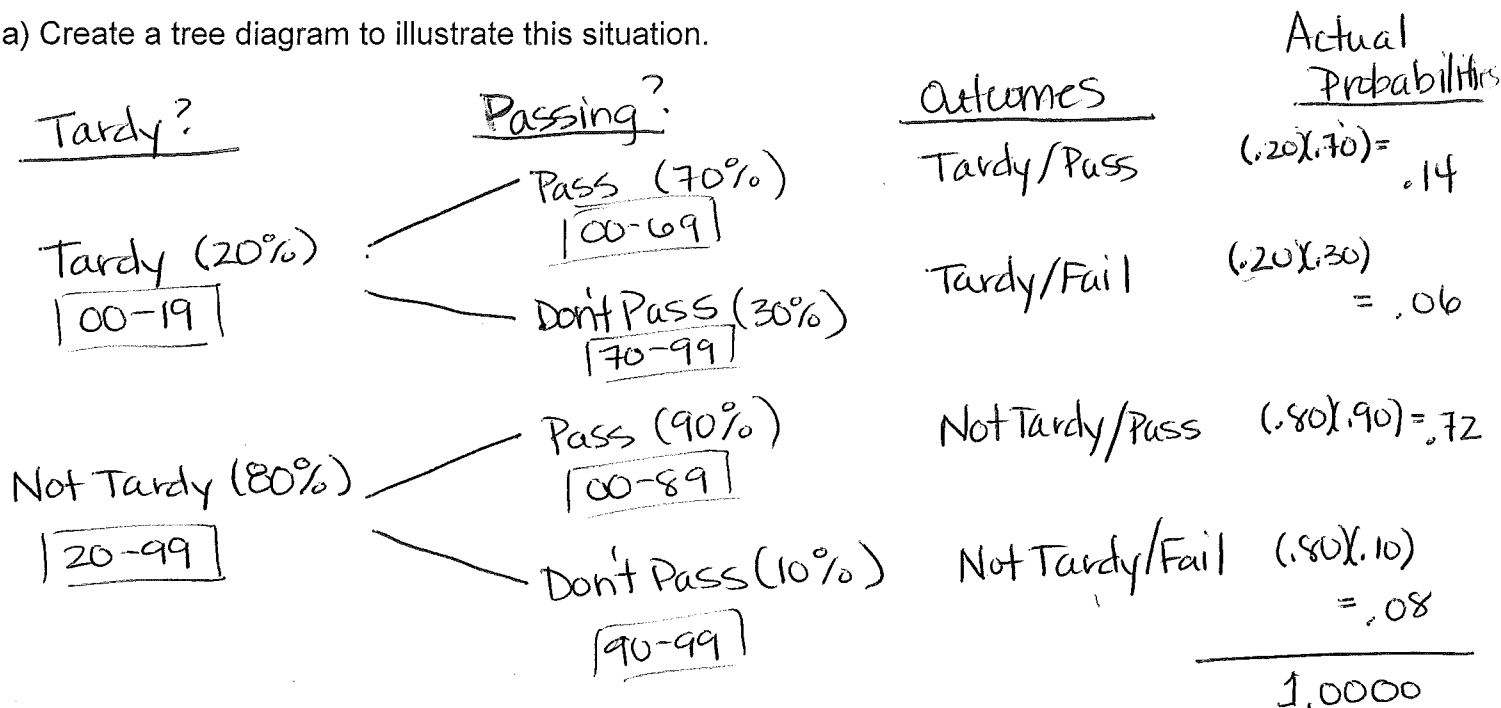 a) Create a tree diagram to illustrate this situation.
Actual
Probabilities
Tardy?
Passing?
Outcomes
Tardy (20%)
00-19
Pass (70%)
00-69
Tardy/Pass
(.20)(.70)=
.14
Don't Pass (30%)
70-99
Tardy/Fail
(.20)(.30)
= .06
Not Tardy (80%)
20-99
Pass (90%)
00-89
Not Tardy/Pass
(.80)(.90)=.72
Don't Pass (10%)
90-99
Not Tardy/Fail
(.80)(.10)
= .08
1.0000